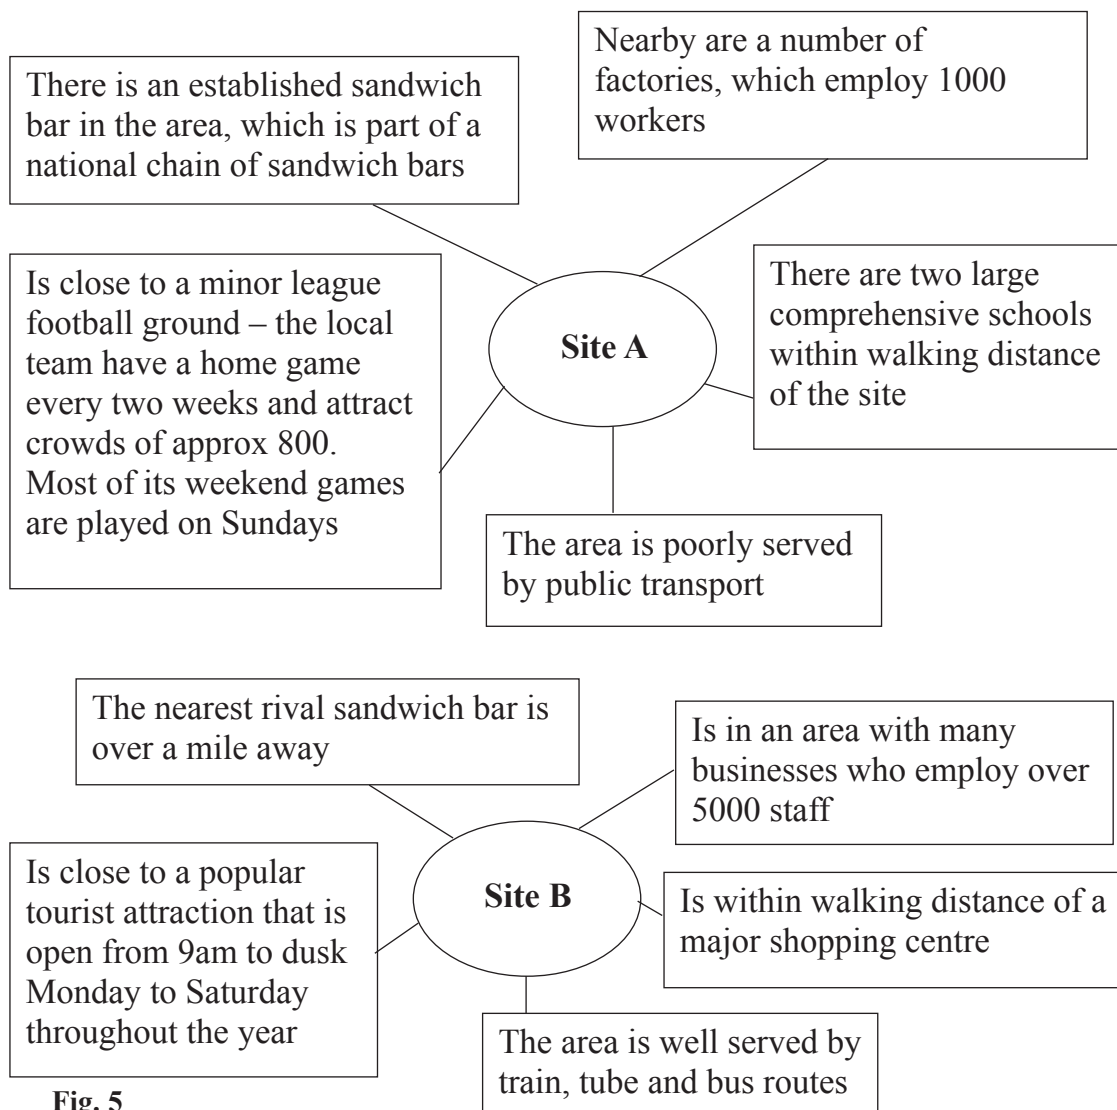 There is an established sandwich
bar in the area, which is part of a
national chain of sandwich bars
Nearby are a number of
factories, which employ 1000
workers
Is close to a minor league
football ground – the local
team have a home game
every two weeks and attract
crowds of approx 800.
Most of its weekend games
are played on Sundays
Site A
There are two large
comprehensive schools
within walking distance
of the site
The area is poorly served
by public transport
The nearest rival sandwich bar is
over a mile away
Is in an area with many
businesses who employ over
5000 staff
Is close to a popular
tourist attraction that is
open from 9am to dusk
Monday to Saturday
throughout the year
Site B
Is within walking distance of a
major shopping centre
The area is well served by
train, tube and bus routes
Fig. 5